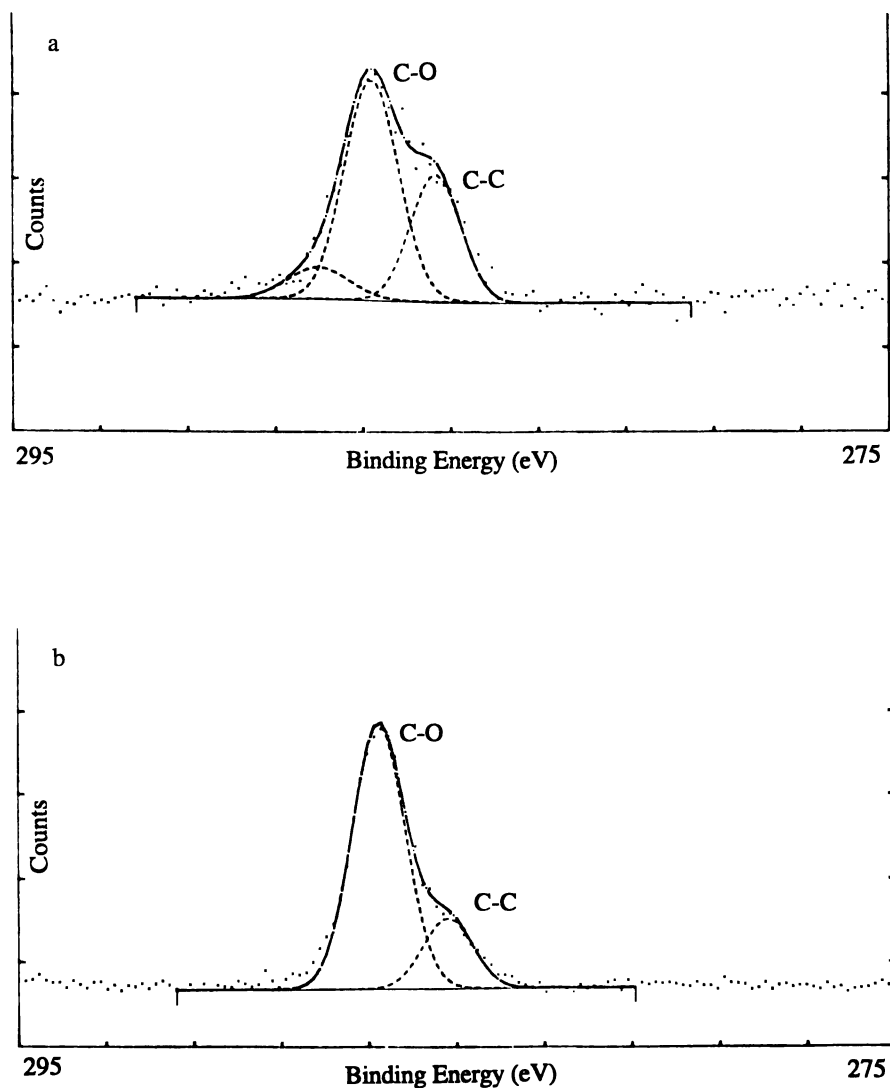 a
C-O
C-C
Counts
295
Binding Energy (eV)
275
b
C-O
C-C
Counts
295
Binding Energy (eV)
275